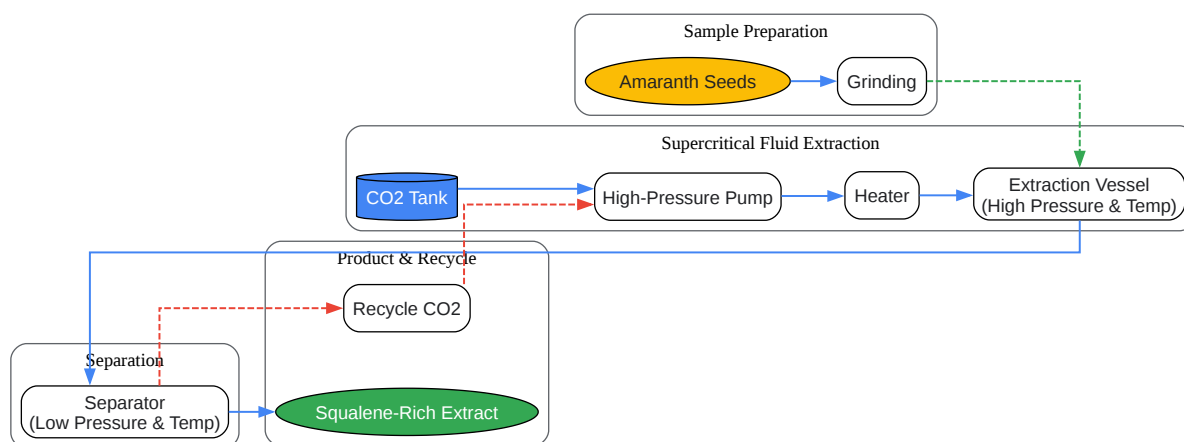 Sample Preparation
Amaranth Seeds
Grinding
Supercritical Fluid Extraction
CO2 Tank
High-Pressure Pump
Heater
Extraction Vessel
(High Pressure & Temp)
Product & Recycle
Recycle CO2
Separation
Separator
(Low Pressure & Temp)
Squalene-Rich Extract